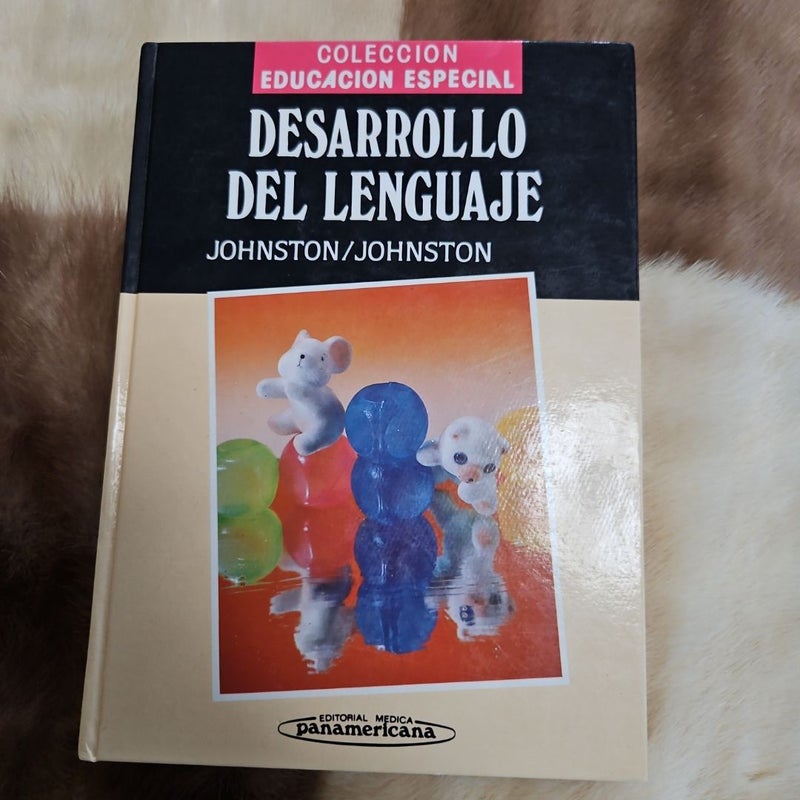 COLECCION
EDUCACION ESPECIAL
DESARROLLO
DEL LENGUAJE
JOHNSTON/JOHNSTON
EDITORIAL MEDICA
panamericana